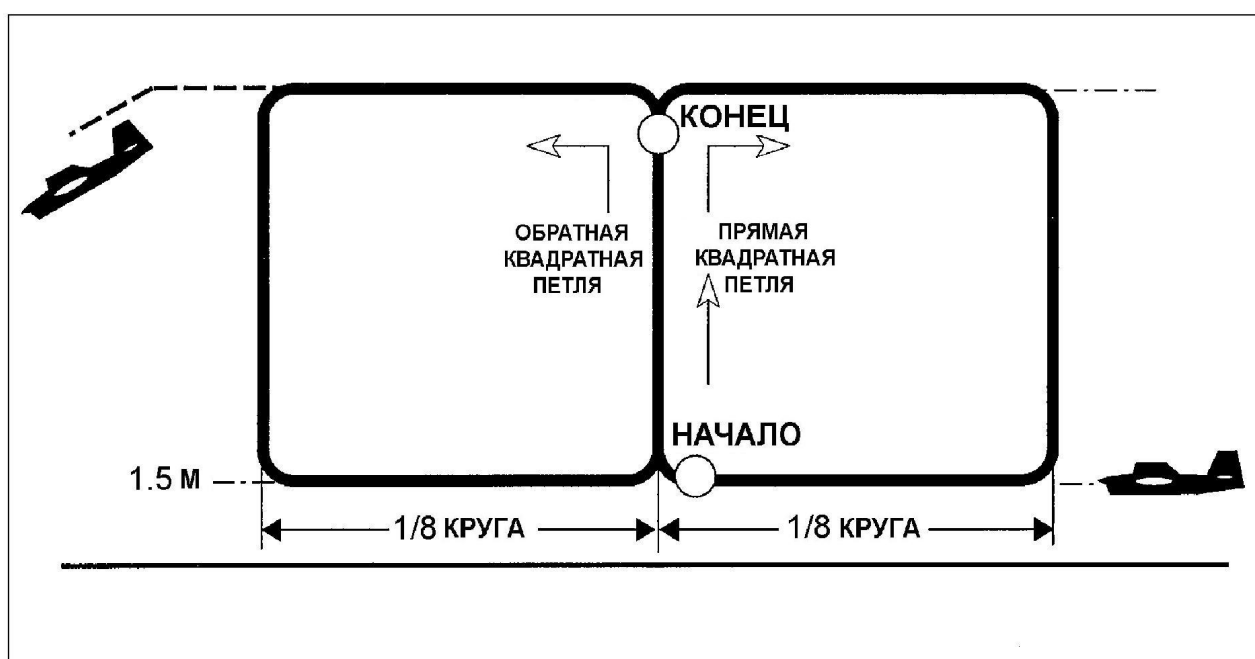 КОНЕЦ
ОБРАТНАЯ
КВАДРАТНАЯ
ПЕТЛЯ
ПРЯМАЯ
КВАДРАТНАЯ
ПЕТЛЯ
НАЧАЛО
1.5 М
1/8 КРУГА
1/8 КРУГА